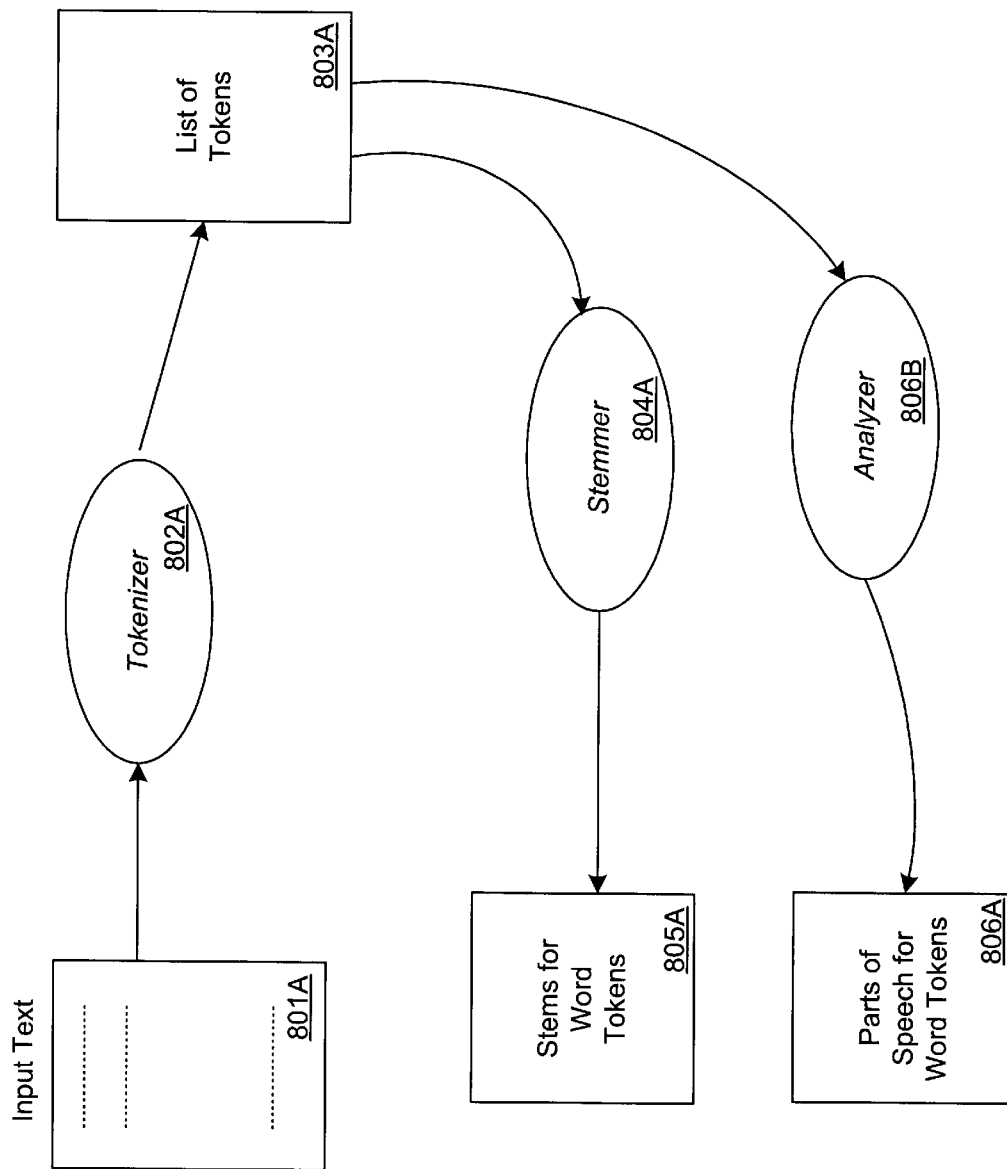 Input Text
801A
Tokenizer
802A
List of
Tokens
803A
Stemmer
804A
Stems for
Word
Tokens
805A
Analyzer
806B
Parts of
Speech for
Word Tokens
806A